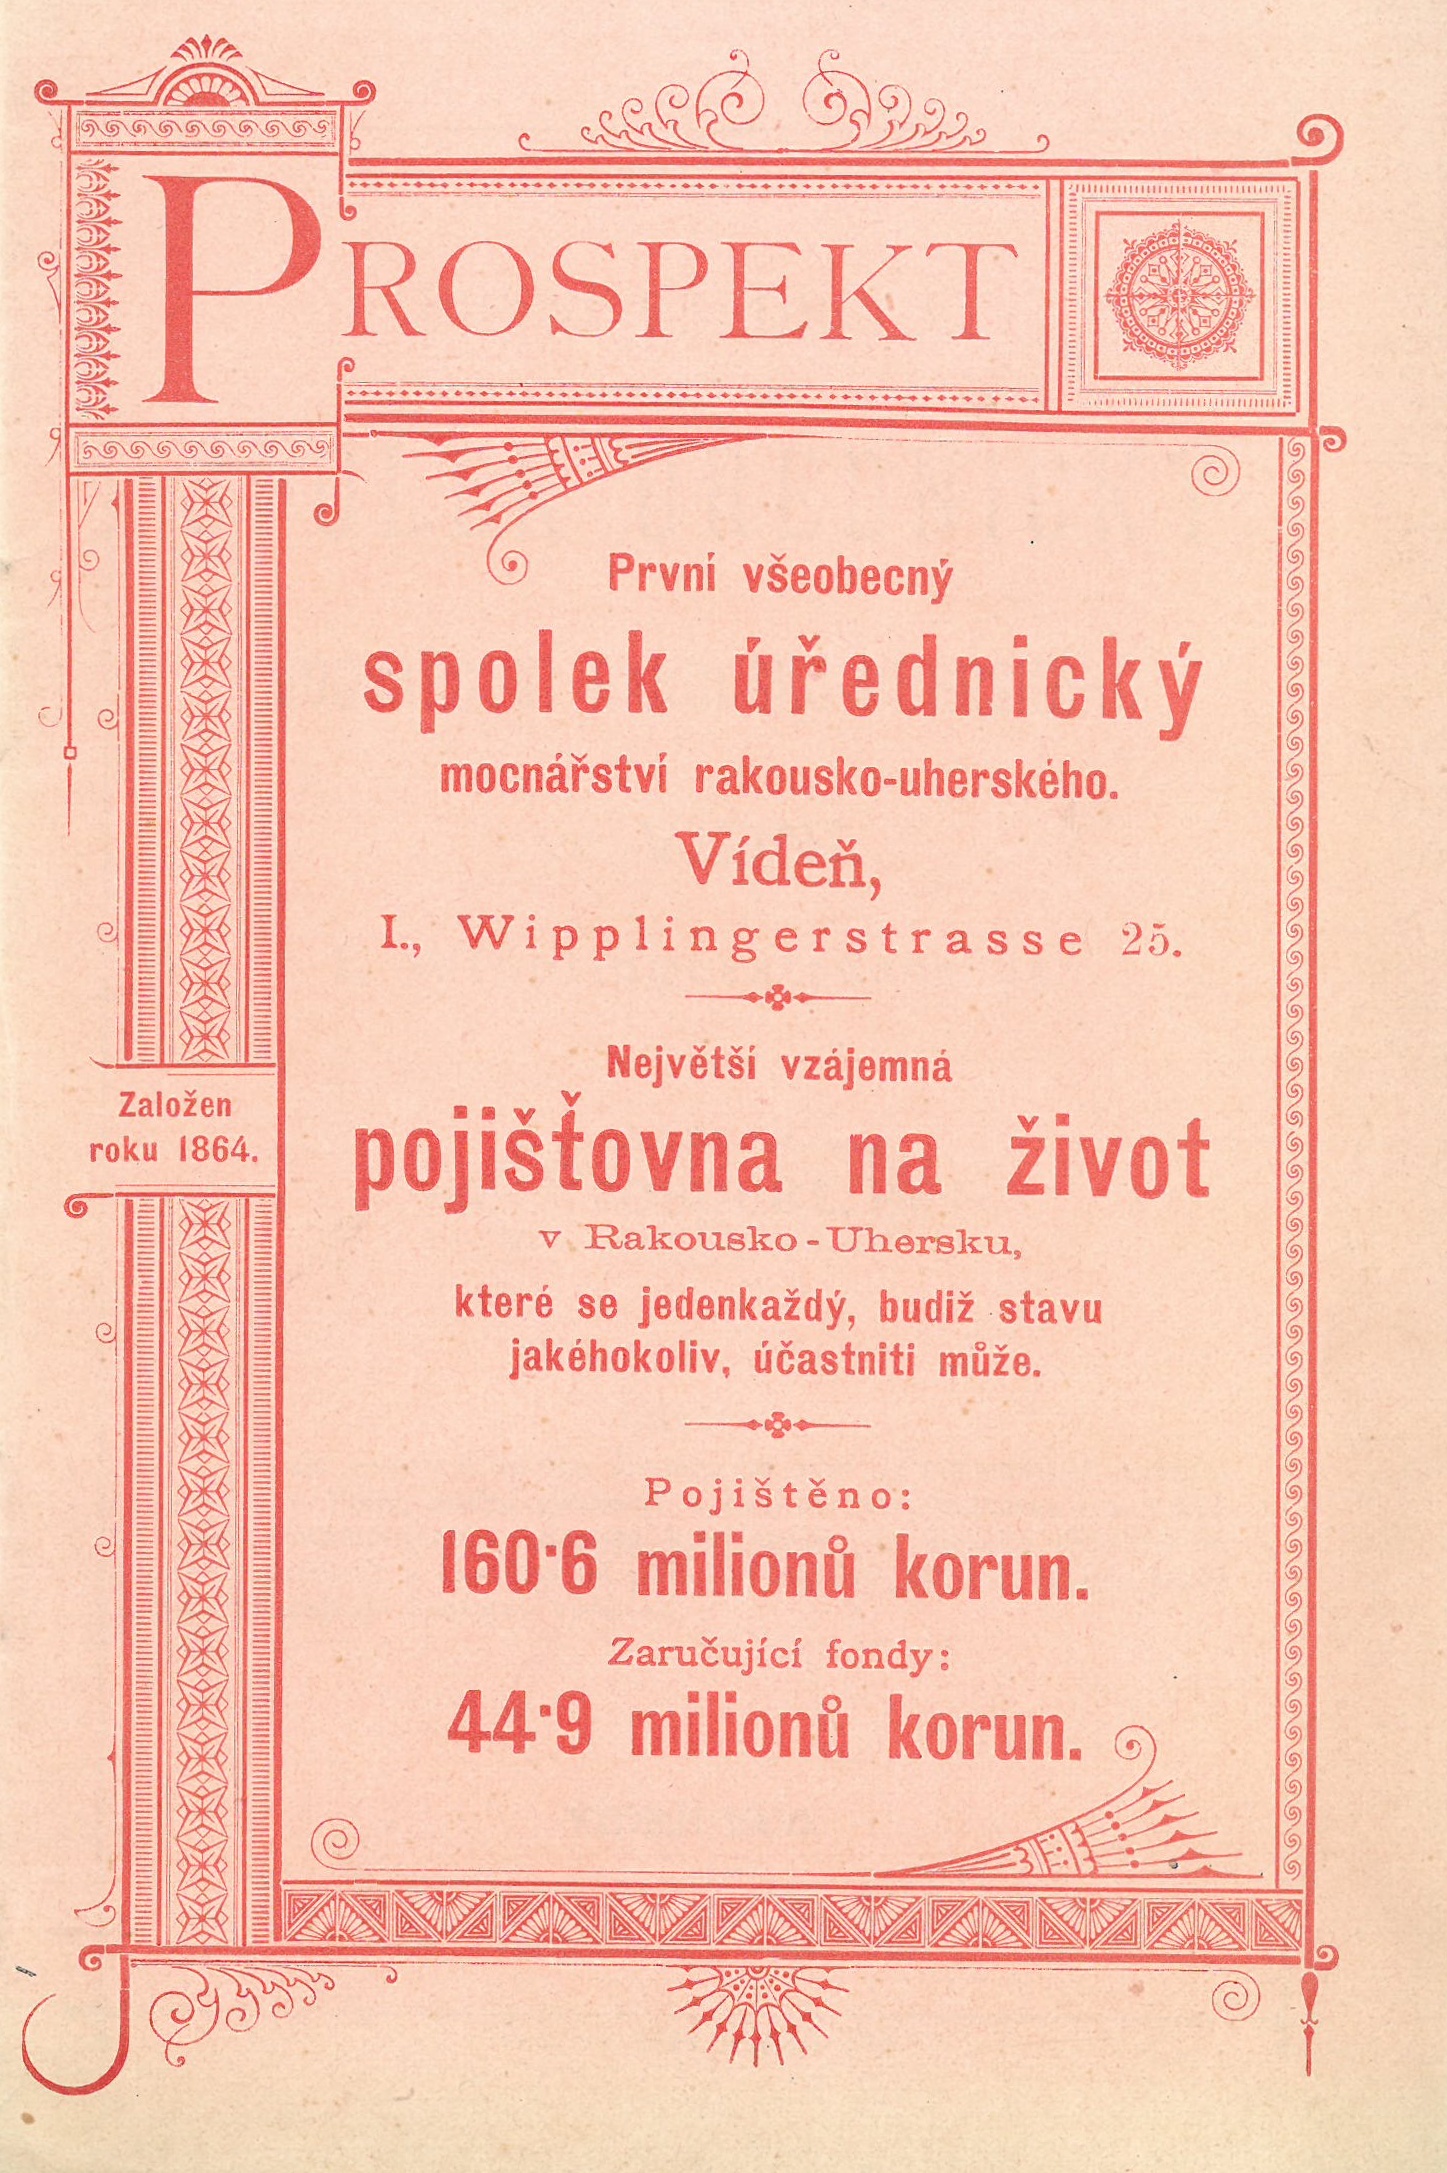 PROSPEKT
První všeobecný
spolek úřednický
mocnářství rakousko-uherského.
Vídeň,
I., Wipplingerstrasse 25.
Největší vzájemná
pojišťovna na život
v Rakousko-Uhersku,
které se jedenkaždý, budiž stavu
jakéhokoliv, účastniti může.
Založen
roku 1864.
Pojištěno:
160·6 milionů korun.
Zaručující fondy:
44·9 milionů korun.